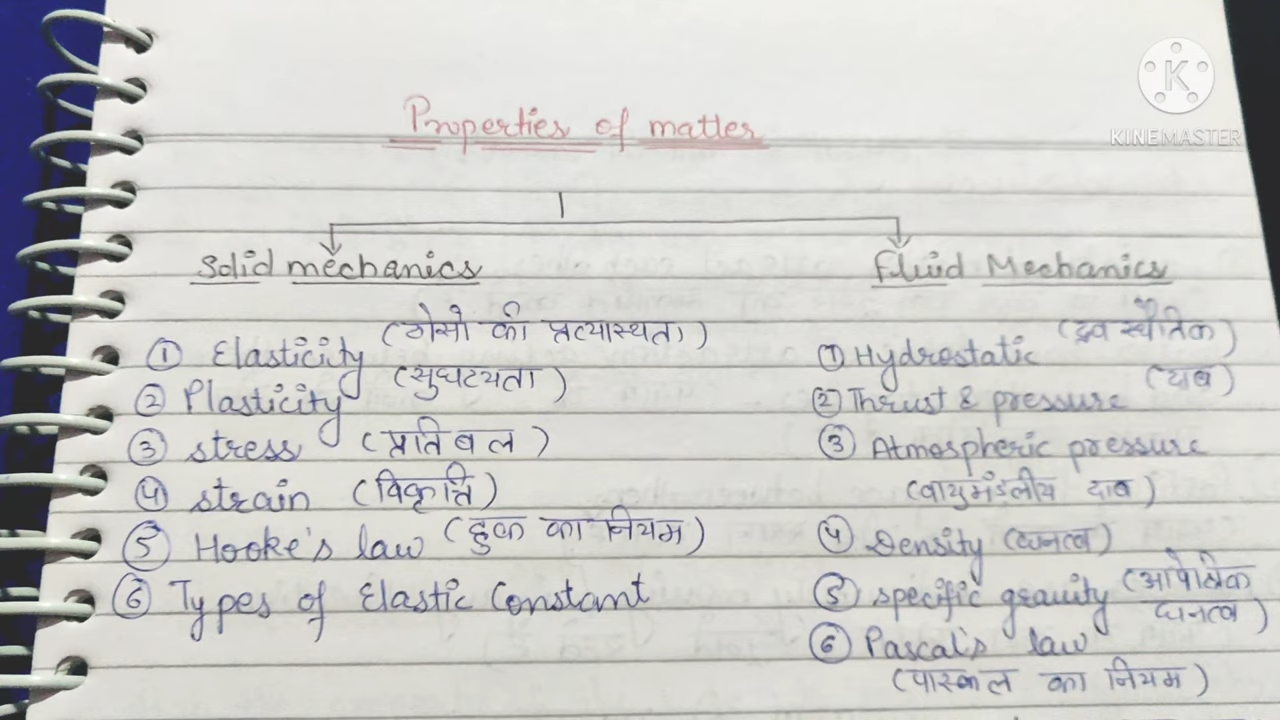 Properties of matter
Solid mechanics
① Elasticity (ठोसो की प्रत्यास्थता)
② Plasticity (सुघटयता)
③ stress (प्रतिबल)
④ strain (विकृत्ति)
⑤ Hooke's law (हुक का नियम)
⑥ Types of Elastic Constant
Fluid Mechanics
① Hydrostatic (द्रव स्थैतिक)
② Thrust & pressure (दाब)
③ Atmospheric pressure
(वायुमंडलीय दाब)
④ Density (घनत्व)
⑤ specific gravity (आपेक्षिक
घनत्व)
⑥ Pascal's law
(पास्कल का नियम)
K
KINEMASTER